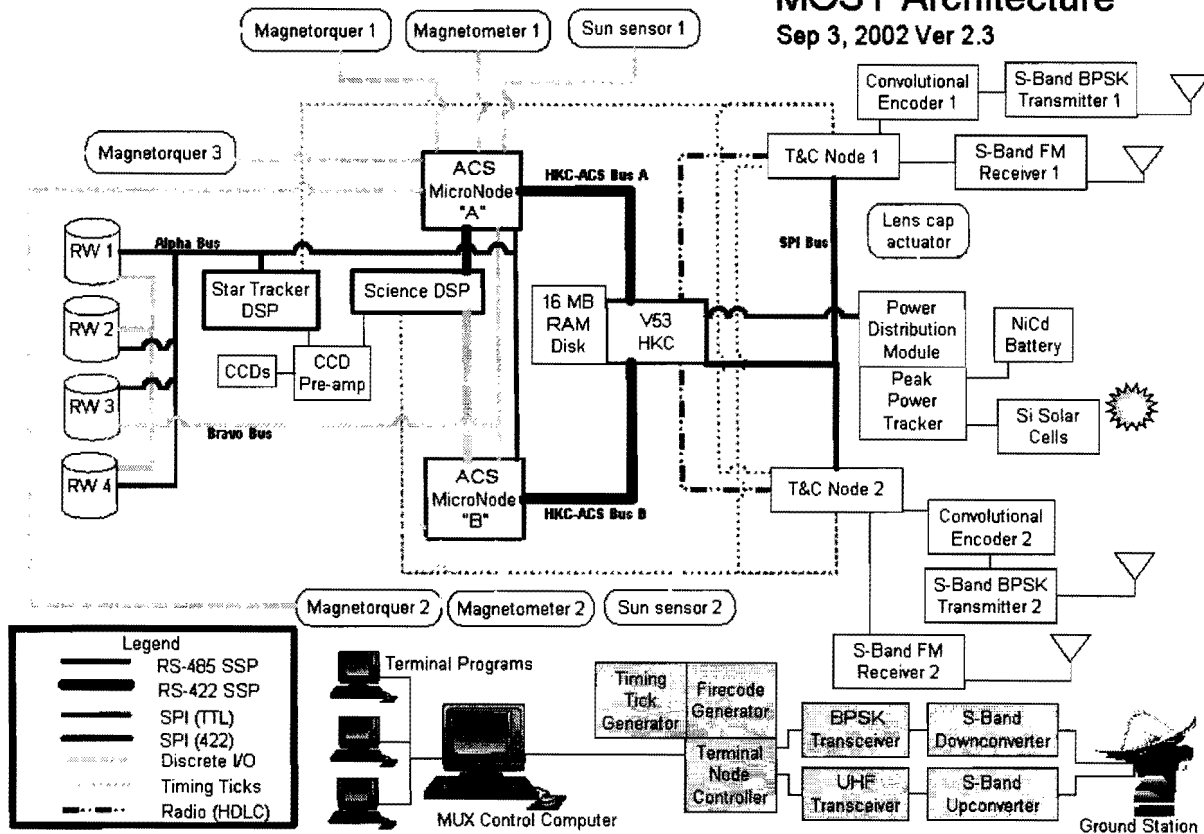 MOST Architecture
Sep 3, 2002 Ver 2.3
Magnetorquer 1
Magnetometer 1
Sun sensor 1
Convolutional
Encoder 1
S-Band BPSK
Transmitter 1
Magnetorquer 3
ACS
MicroNode
"A"
HKC-ACS Bus A
T&C Node 1
S-Band FM
Receiver 1
RW 1
Alpha Bus
Lens cap
actuator
SPI Bus
Star Tracker
DSP
Science DSP
16 MB
RAM
Disk
V53
HKC
Power
Distribution
Module
NiCd
Battery
RW 2
CCDs
CCD
Pre-amp
Peak
Power
Tracker
Si Solar
Cells
RW 3
Bravo Bus
RW 4
ACS
MicroNode
"B"
HKC-ACS Bus B
T&C Node 2
Convolutional
Encoder 2
S-Band BPSK
Transmitter 2
Magnetorquer 2
Magnetometer 2
Sun sensor 2
S-Band FM
Receiver 2
Legend
RS-485 SSP
RS-422 SSP
SPI (TTL)
SPI (422)
Discrete I/O
Timing Ticks
Radio (HDLC)
Terminal Programs
MUX Control Computer
Timing
Tick
Generator
Firecode
Generator
Terminal
Node
Controller
BPSK
Transceiver
S-Band
Downconverter
UHF
Transceiver
S-Band
Upconverter
Ground Station